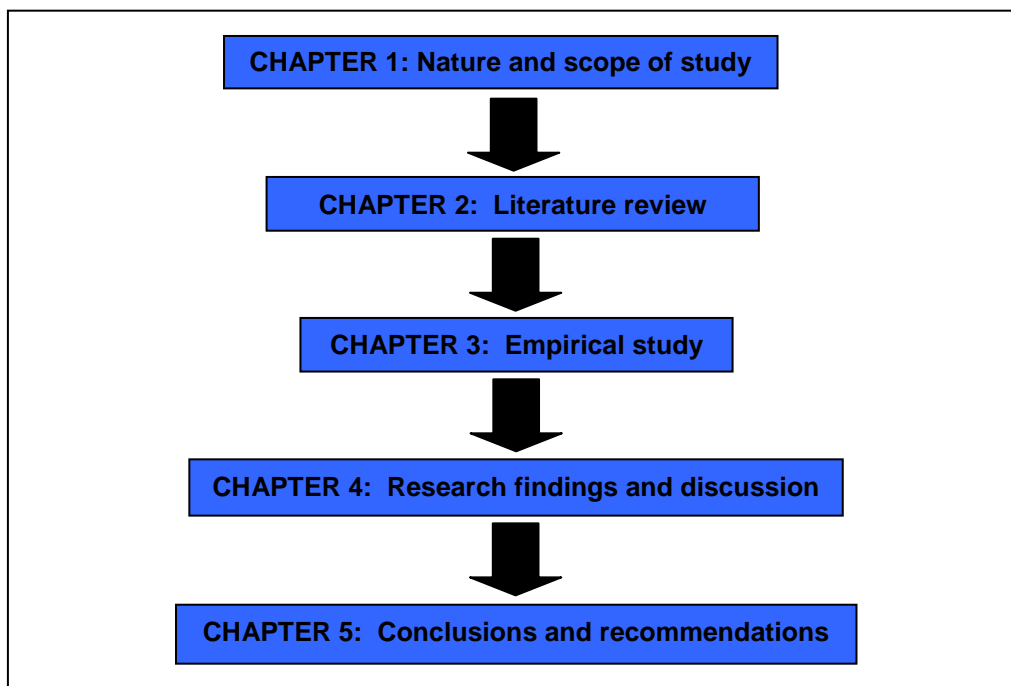 CHAPTER 1: Nature and scope of study
CHAPTER 2:  Literature review
CHAPTER 3:  Empirical study
CHAPTER 4:  Research findings and discussion
CHAPTER 5:  Conclusions and recommendations